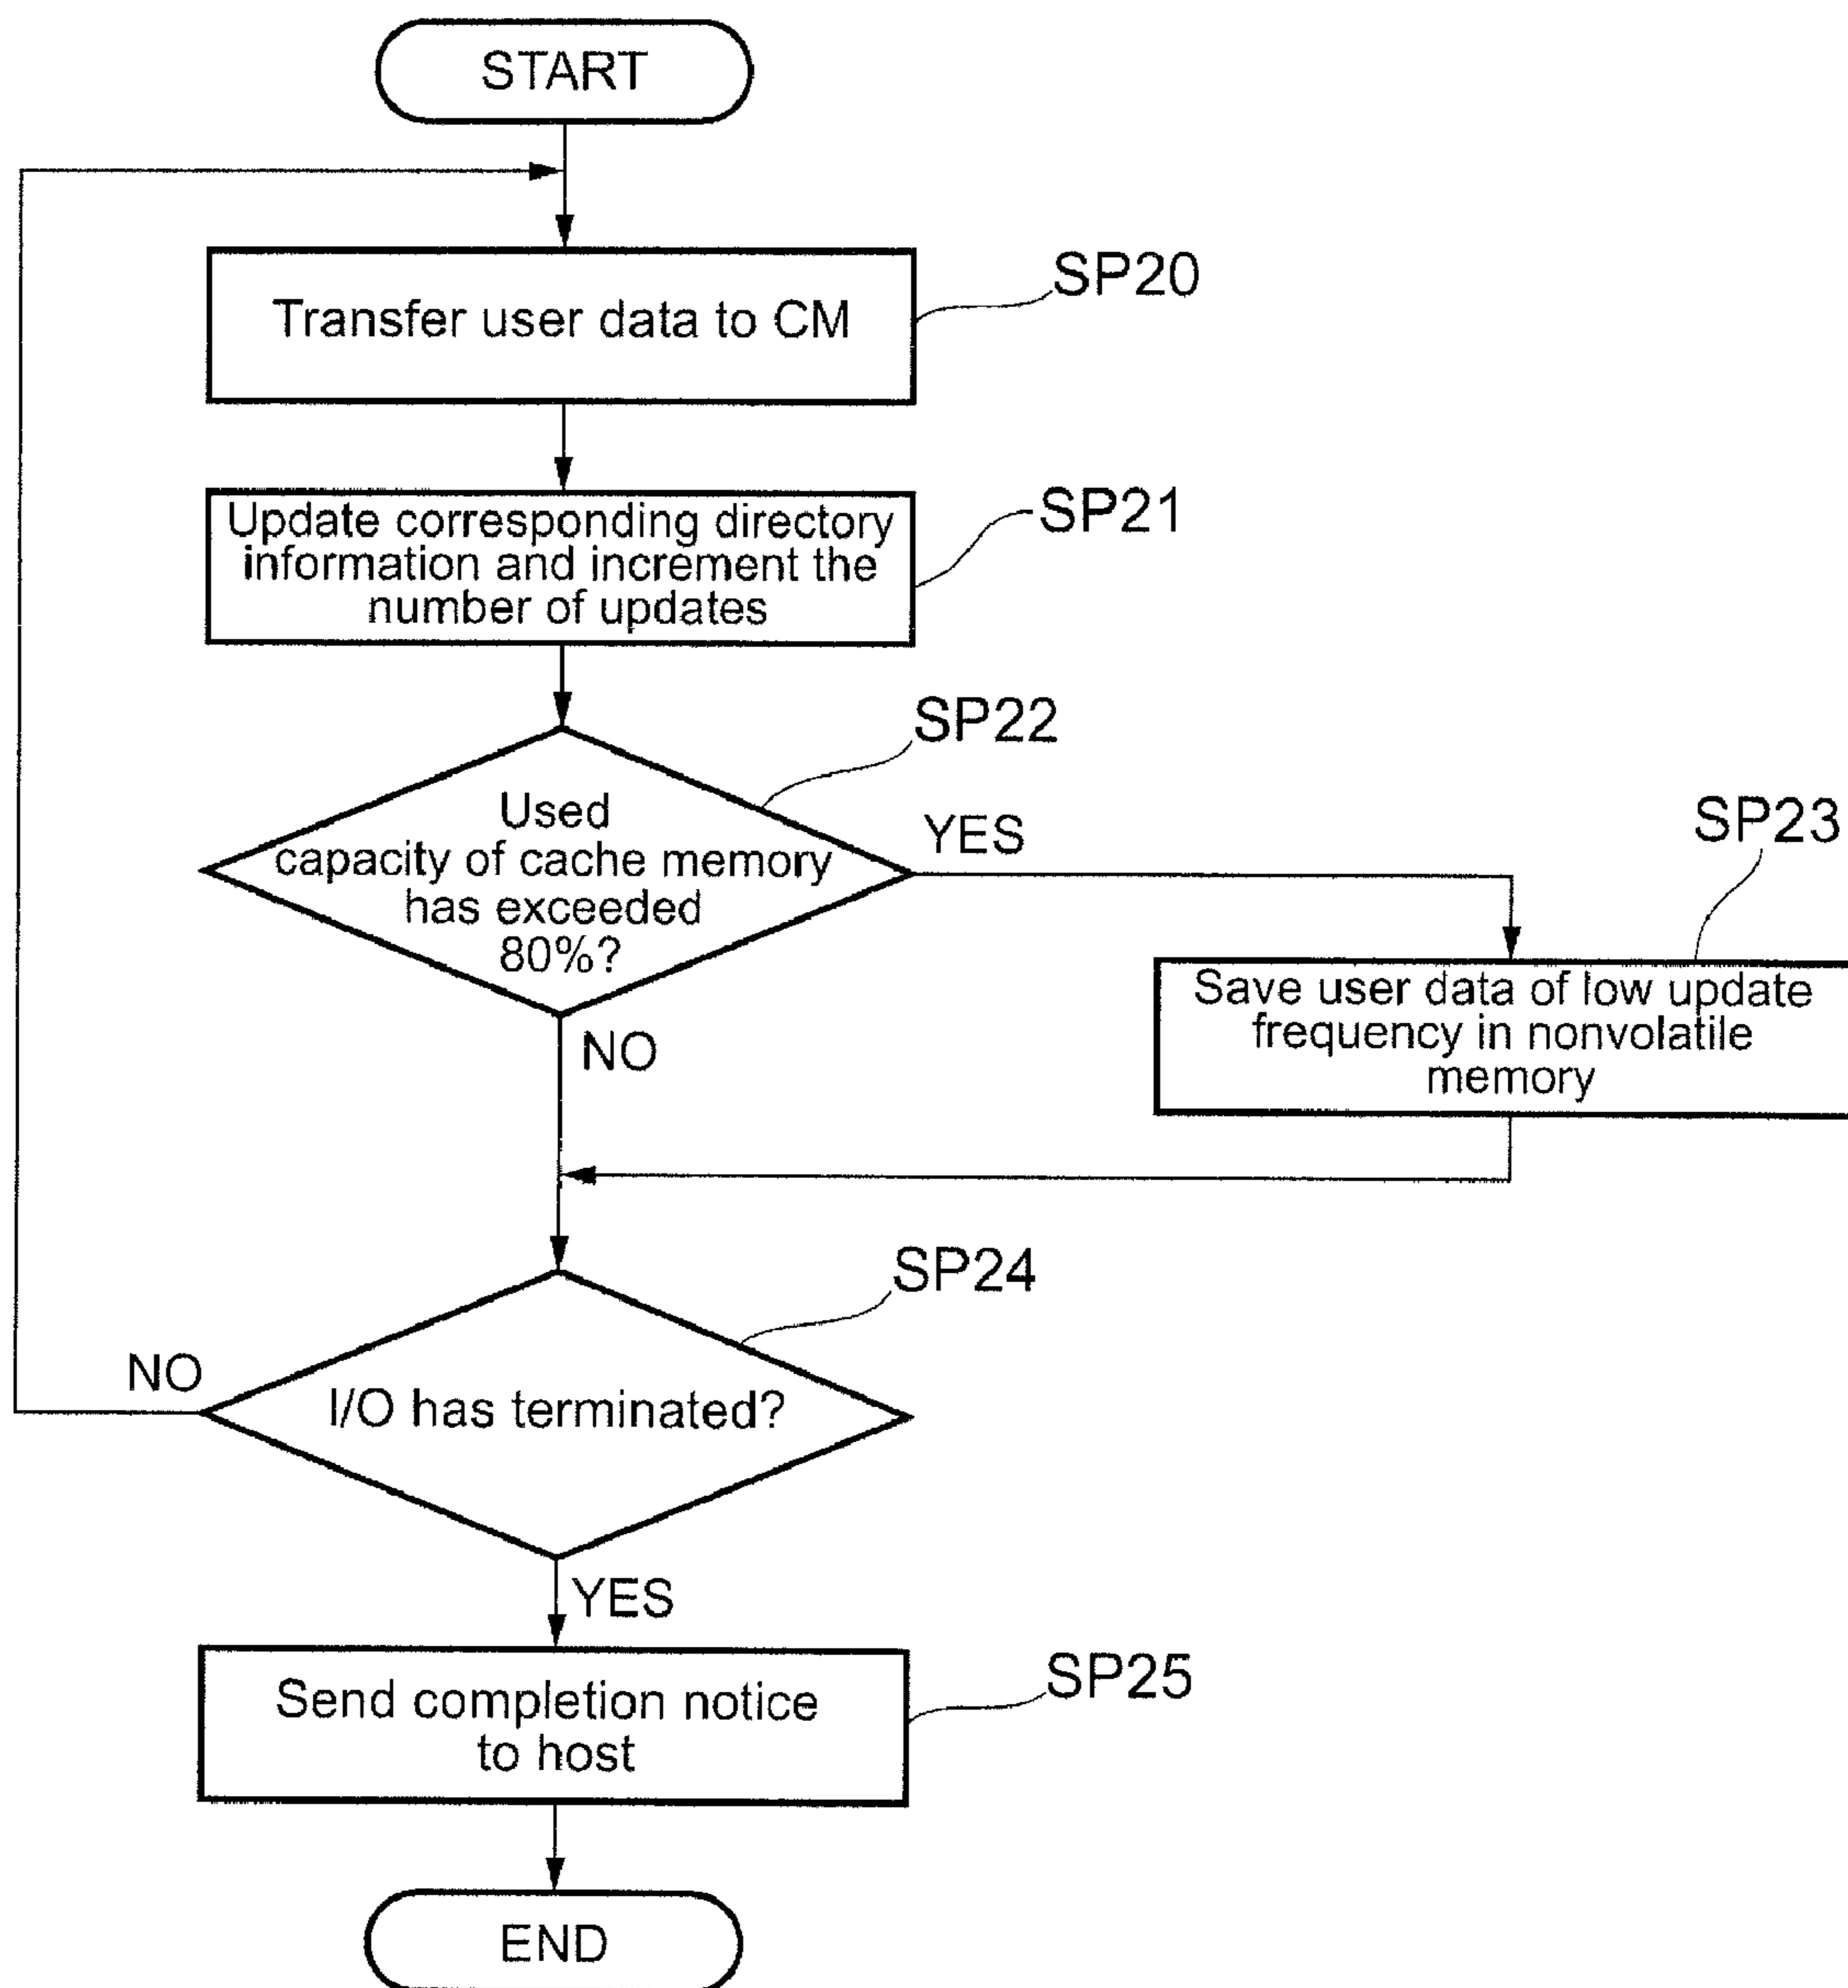 START
Transfer user data to CM
SP20
Update corresponding directory
information and increment the
number of updates
SP21
SP22
Used
capacity of cache memory
has exceeded
80%?
YES
NO
SP23
Save user data of low update
frequency in nonvolatile
memory
SP24
I/O has terminated?
NO
YES
SP25
Send completion notice
to host
END